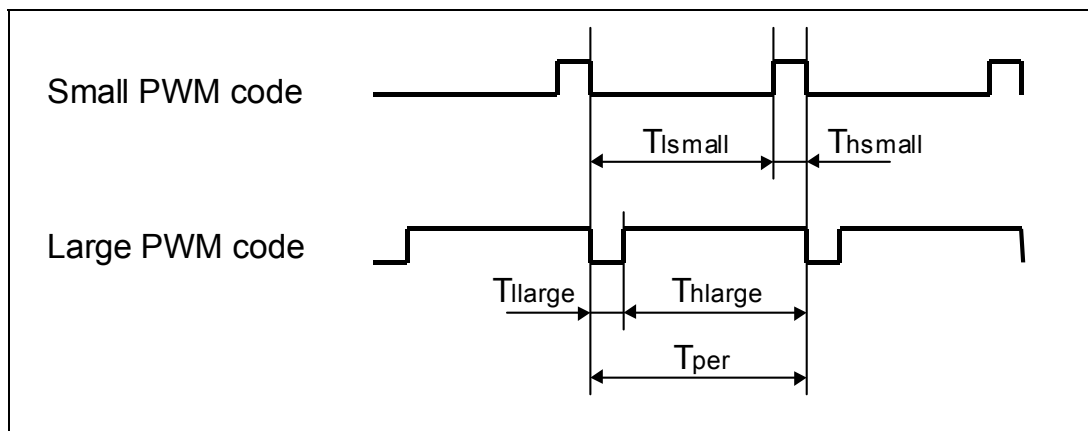 Small PWM code
Tlsmall
Thsmall
Large PWM code
Tllarge
Thlarge
Tper